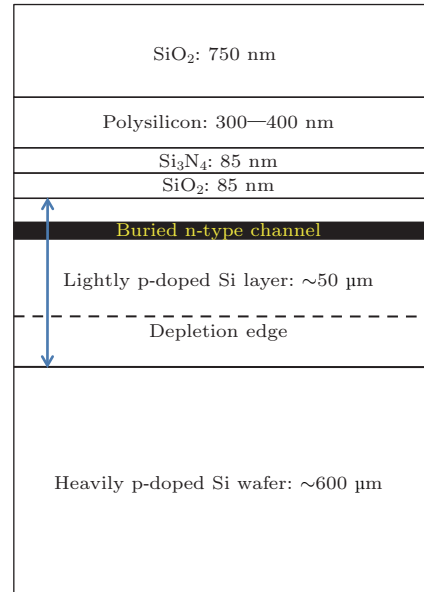 SiO₂: 750 nm
Polysilicon: 300—400 nm
Si₃N₄: 85 nm
SiO₂: 85 nm
Buried n-type channel
Lightly p-doped Si layer: ~50 µm
Depletion edge
Heavily p-doped Si wafer: ~600 µm